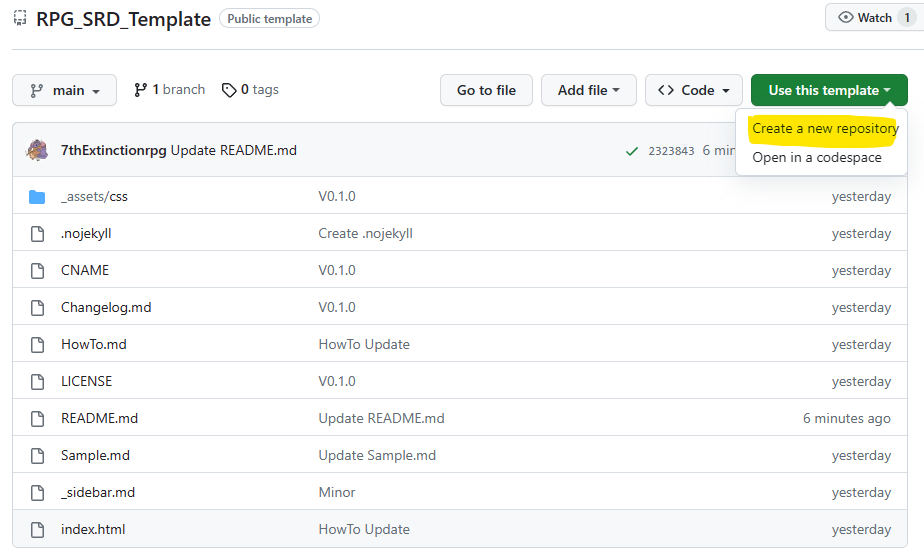 RPG_SRD_Template Public template Watch 1
main 1 branch 0 tags Go to file Add file Code Use this template
Create a new repository
7thExtinctionrpg Update README.md 2323843 6 min
Open in a codespace
_assets/css V0.1.0 yesterday
.nojekyll Create .nojekyll yesterday
CNAME V0.1.0 yesterday
Changelog.md V0.1.0 yesterday
HowTo.md HowTo Update yesterday
LICENSE V0.1.0 yesterday
README.md Update README.md 6 minutes ago
Sample.md Update Sample.md yesterday
_sidebar.md Minor yesterday
index.html HowTo Update yesterday